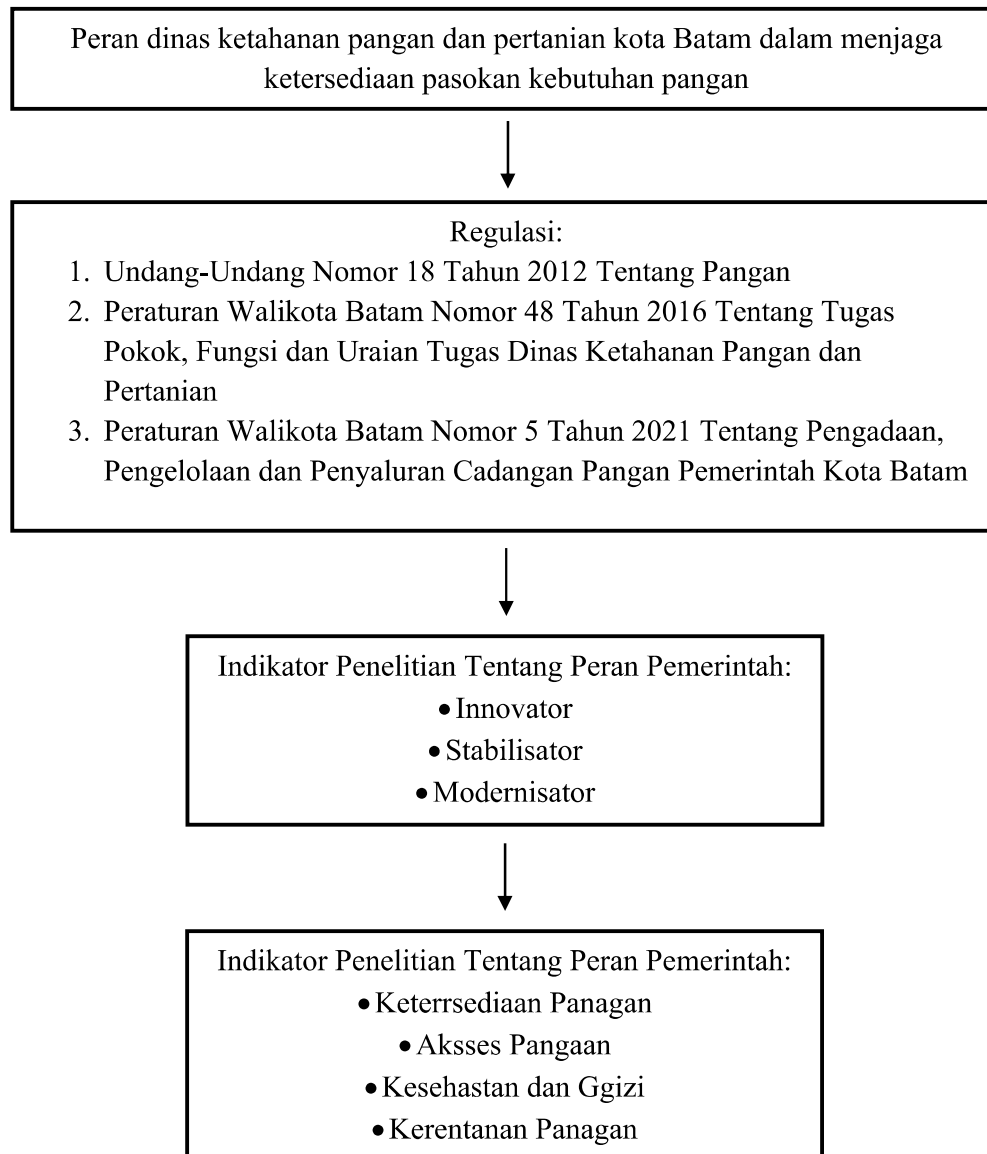 Peran dinas ketahanan pangan dan pertanian kota Batam dalam menjaga
ketersediaan pasokan kebutuhan pangan
Regulasi:
1. Undang-Undang Nomor 18 Tahun 2012 Tentang Pangan
2. Peraturan Walikota Batam Nomor 48 Tahun 2016 Tentang Tugas
Pokok, Fungsi dan Uraian Tugas Dinas Ketahanan Pangan dan
Pertanian
3. Peraturan Walikota Batam Nomor 5 Tahun 2021 Tentang Pengadaan,
Pengelolaan dan Penyaluran Cadangan Pangan Pemerintah Kota Batam
Indikator Penelitian Tentang Peran Pemerintah:
• Innovator
• Stabilisator
• Modernisator
Indikator Penelitian Tentang Peran Pemerintah:
• Keterrsediaan Panagan
• Aksses Pangaan
• Kesehastan dan Ggizi
• Kerentanan Panagan